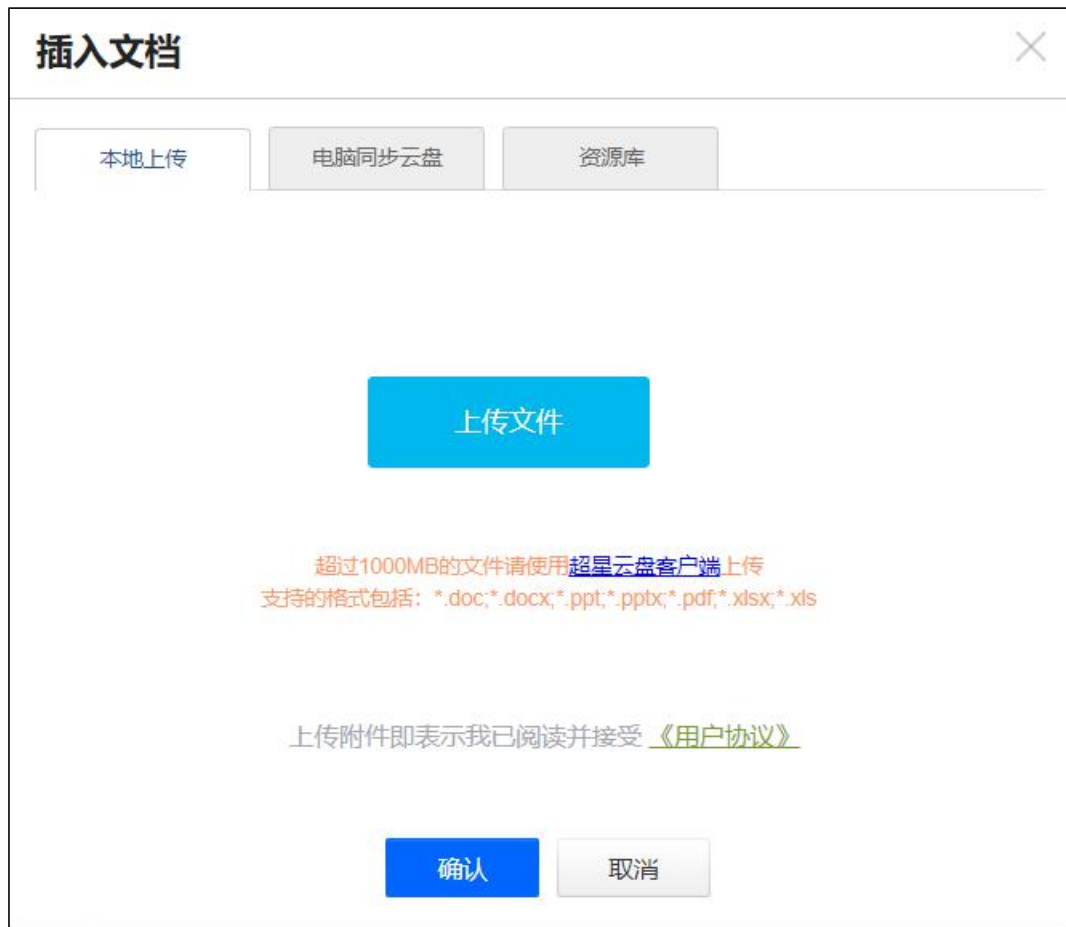 插入文档
本地上传 电脑同步云盘 资源库
上传文件
超过1000MB的文件请使用超星云盘客户端上传
支持的格式包括：*.doc;*.docx;*.ppt;*.pptx;*.pdf;*.xlsx;*.xls
上传附件即表示我已阅读并接受 《用户协议》
确认 取消